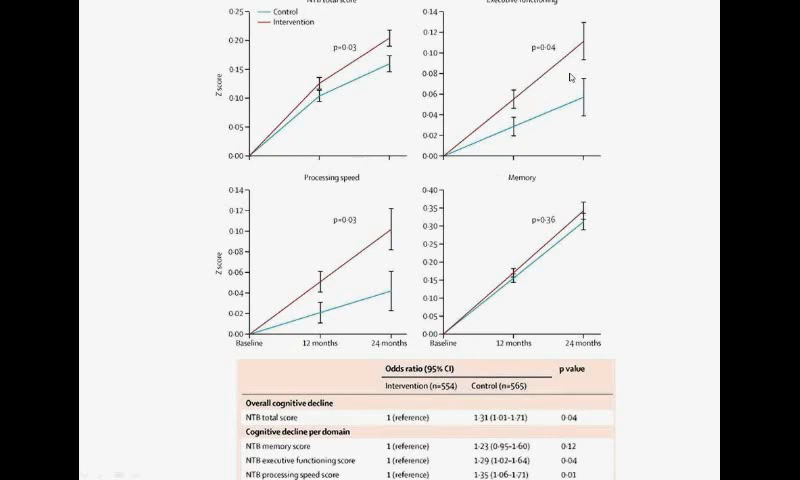 NTB total score
Executive functioning
Control
Intervention
0·25
0·20
0·15
0·10
0·05
0·00
Z score
p=0·03
0·14
0·12
0·10
0·08
0·06
0·04
0·02
0·00
p=0·04
Processing speed
Memory
0·14
0·12
0·10
0·08
0·06
0·04
0·02
0·00
Z score
p=0·03
0·40
0·35
0·30
0·25
0·20
0·15
0·10
0·00
p=0·36
Baseline 12 months 24 months
Baseline 12 months 24 months
Odds ratio (95% CI) p value
Intervention (n=554) Control (n=565)
Overall cognitive decline
NTB total score 1 (reference) 1·31 (1·01–1·71) 0·04
Cognitive decline per domain
NTB memory score 1 (reference) 1·23 (0·95–1·60) 0·12
NTB executive functioning score 1 (reference) 1·29 (1·02–1·64) 0·04
NTB processing speed score 1 (reference) 1·35 (1·06–1·71) 0·01